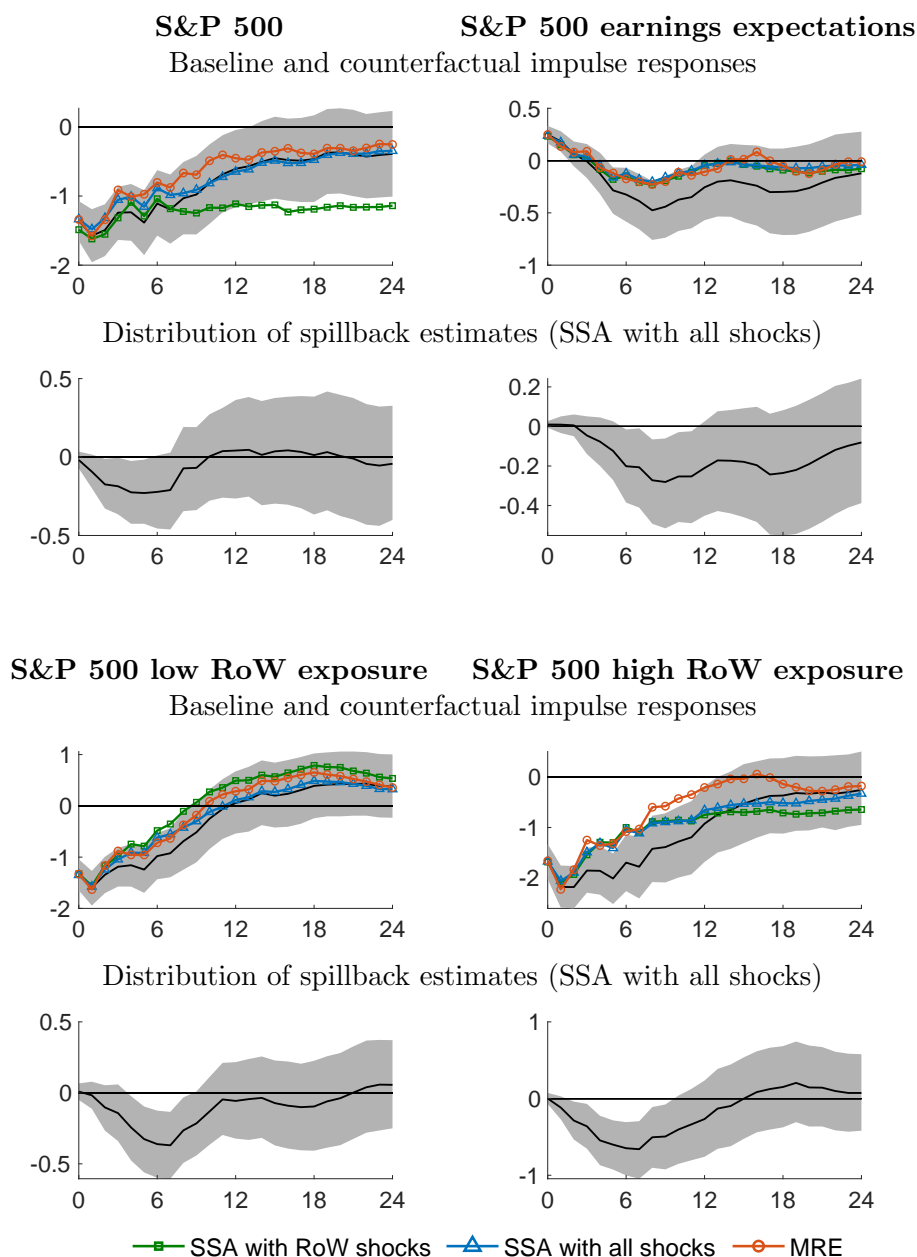 S&P 500 S&P 500 earnings expectations
Baseline and counterfactual impulse responses
0
-1
-2
0 6 12 18 24
0.5
0
-0.5
-1
0 6 12 18 24
Distribution of spillback estimates (SSA with all shocks)
0.5
0
-0.5
0 6 12 18 24
0.2
0
-0.2
-0.4
0 6 12 18 24
S&P 500 low RoW exposure S&P 500 high RoW exposure
Baseline and counterfactual impulse responses
1
0
-1
-2
0 6 12 18 24
0
-1
-2
0 6 12 18 24
Distribution of spillback estimates (SSA with all shocks)
0.5
0
-0.5
0 6 12 18 24
1
0
-1
0 6 12 18 24
SSA with RoW shocks SSA with all shocks MRE